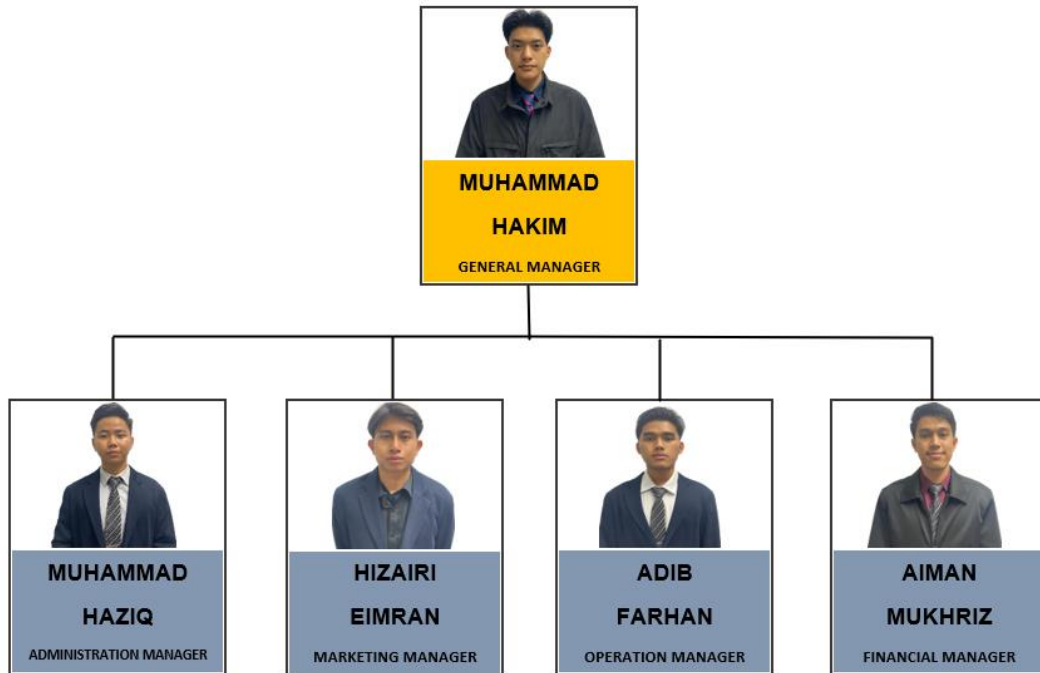 MUHAMMAD
HAKIM
GENERAL MANAGER
MUHAMMAD
HAZIQ
ADMINISTRATION MANAGER
HIZAIRI
EIMRAN
MARKETING MANAGER
ADIB
FARHAN
OPERATION MANAGER
AIMAN
MUKHRIZ
FINANCIAL MANAGER